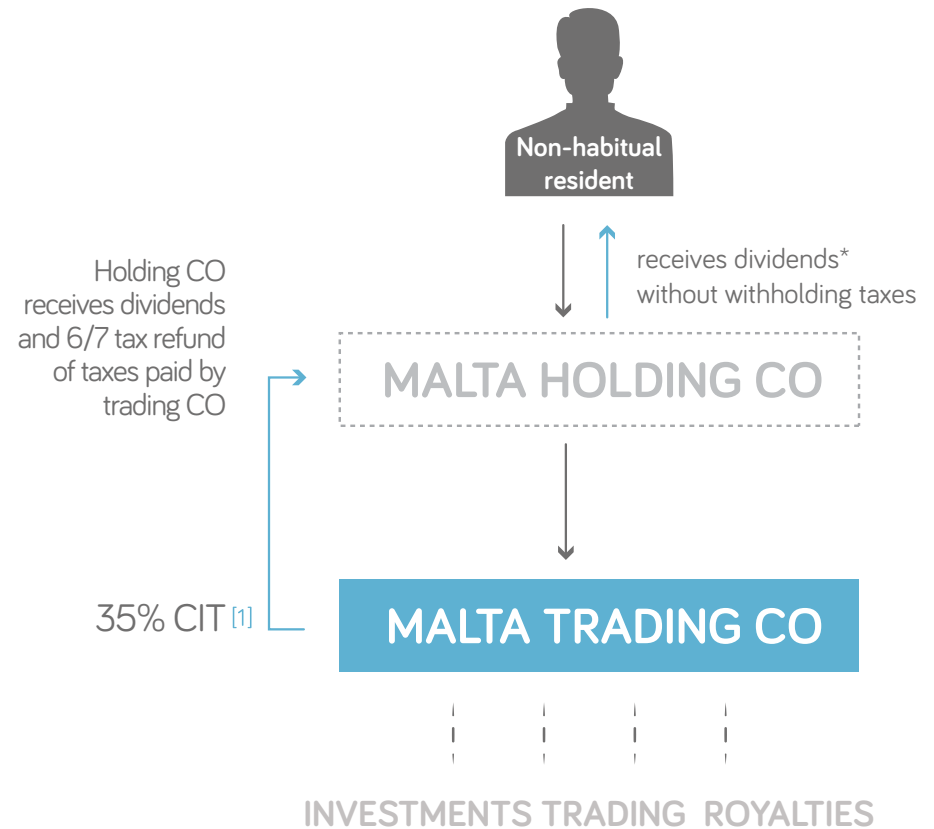 Non-habitual
resident
receives dividends*
without withholding taxes
Holding CO
receives dividends
and 6/7 tax refund
of taxes paid by
trading CO
MALTA HOLDING CO
35% CIT [1]
MALTA TRADING CO
INVESTMENTS TRADING ROYALTIES